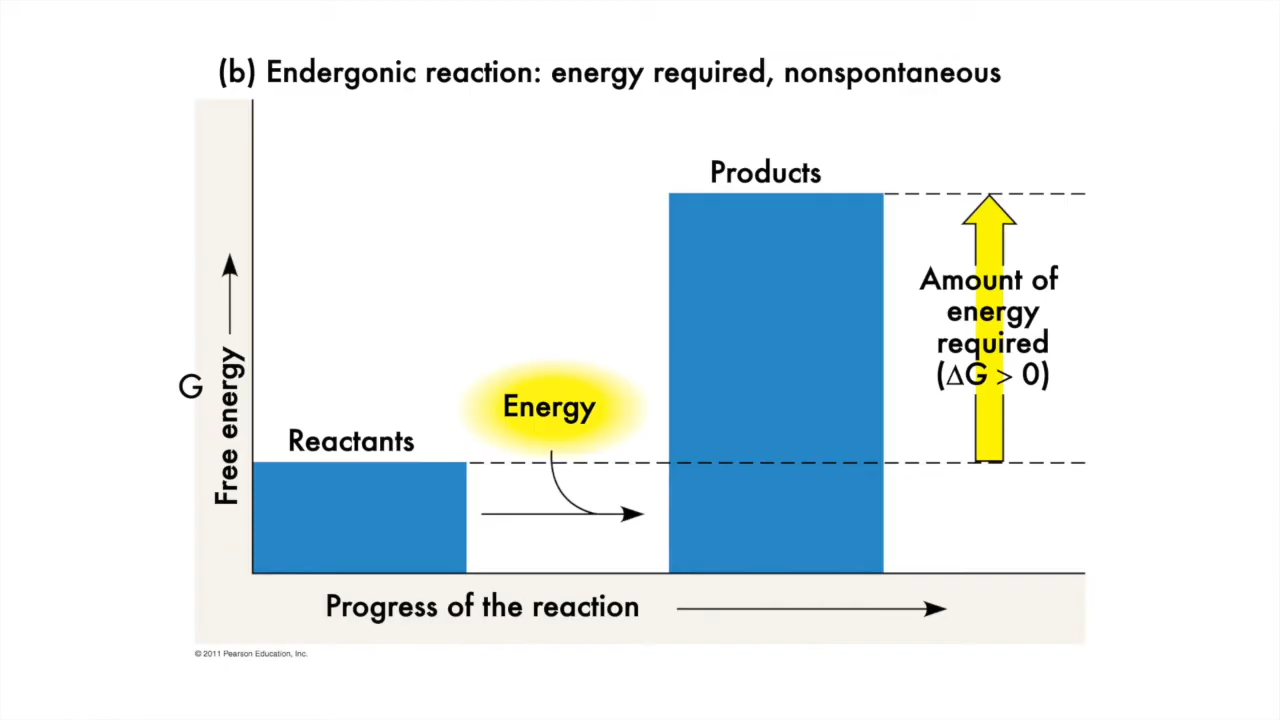 (b) Endergonic reaction: energy required, nonspontaneous
Products
Amount of
energy
required
(ΔG > 0)
G
Free energy
Energy
Reactants
Progress of the reaction
© 2011 Pearson Education, Inc.